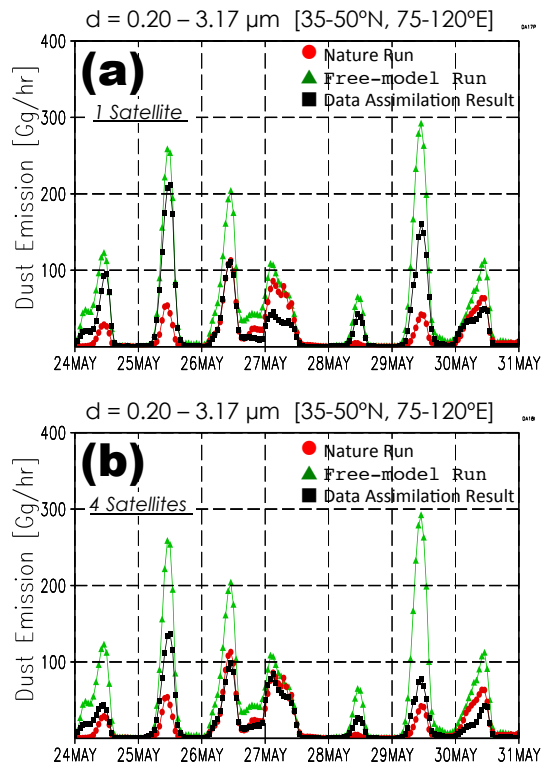 d = 0.20 – 3.17 µm [35-50ºN, 75-120ºE]
DA17P
(a)
1 Satellite
Nature Run
Free-model Run
Data Assimilation Result
Dust Emission [Gg/hr]
400
300
200
100
24MAY 25MAY 26MAY 27MAY 28MAY 29MAY 30MAY 31MAY
d = 0.20 – 3.17 µm [35-50ºN, 75-120ºE]
(b)
4 Satellites
Nature Run
Free-model Run
Data Assimilation Result
Dust Emission [Gg/hr]
400
300
200
100
24MAY 25MAY 26MAY 27MAY 28MAY 29MAY 30MAY 31MAY